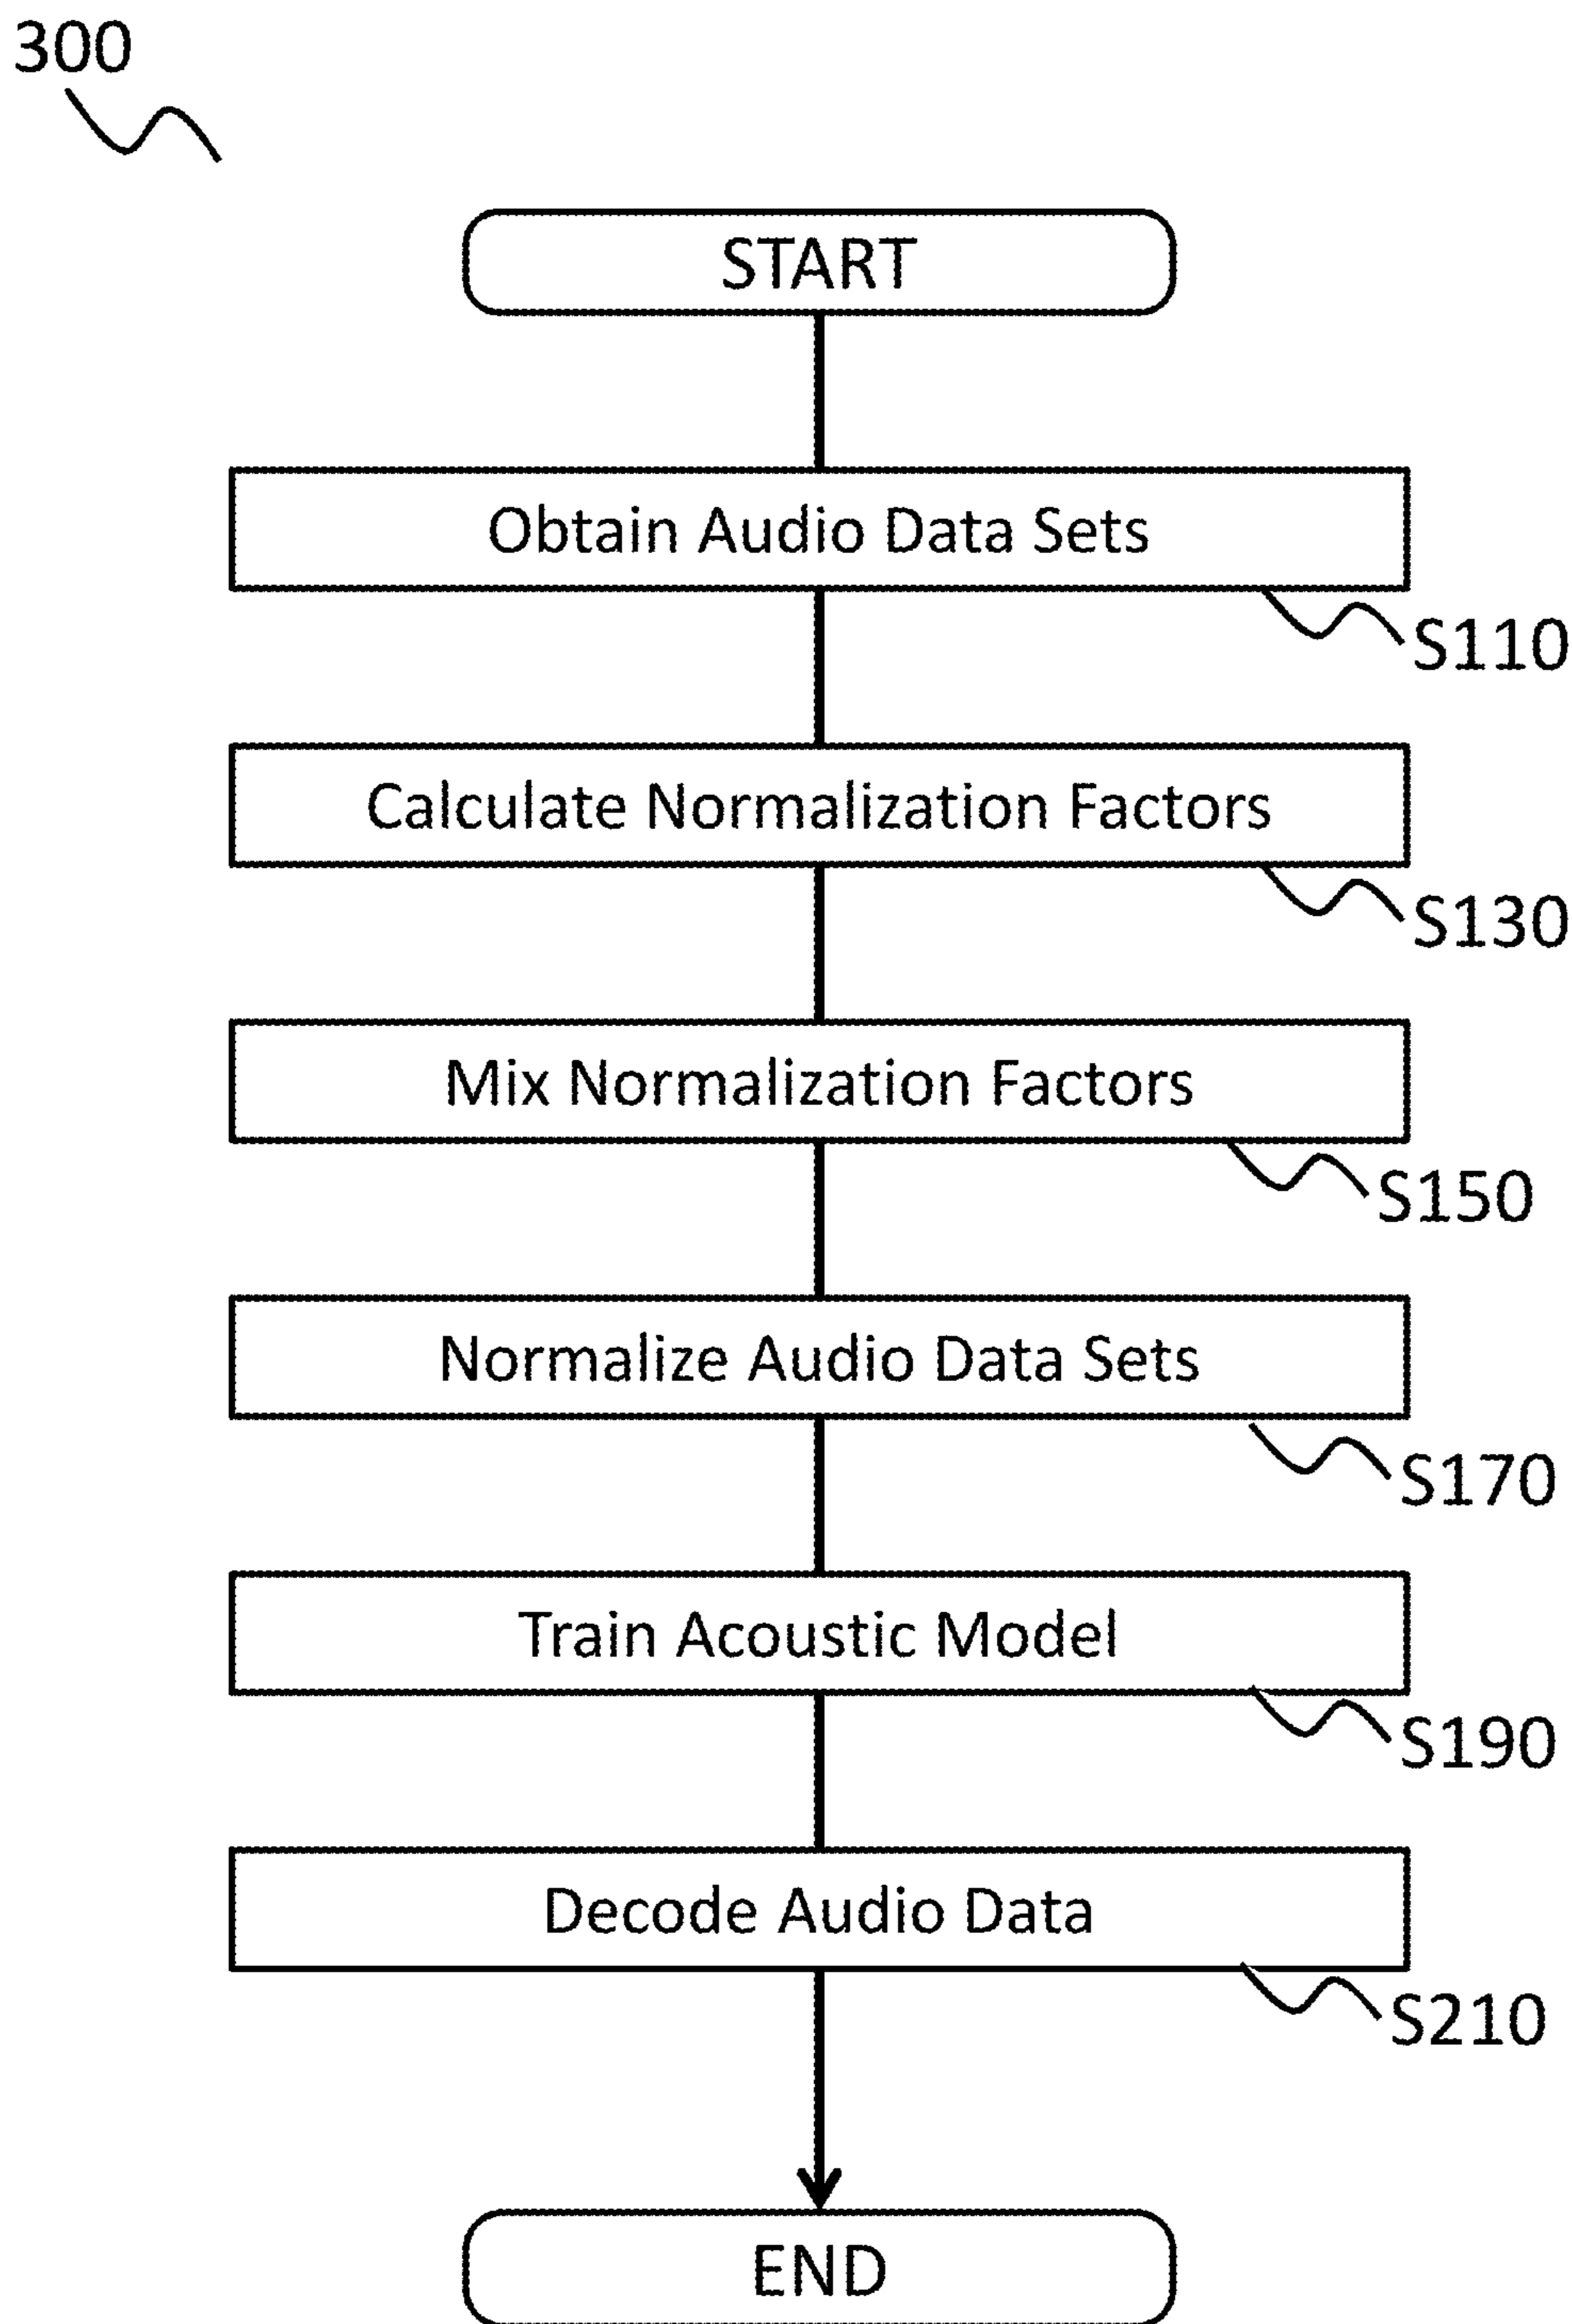 300
START
Obtain Audio Data Sets
S110
Calculate Normalization Factors
S130
Mix Normalization Factors
S150
Normalize Audio Data Sets
S170
Train Acoustic Model
S190
Decode Audio Data
S210
END